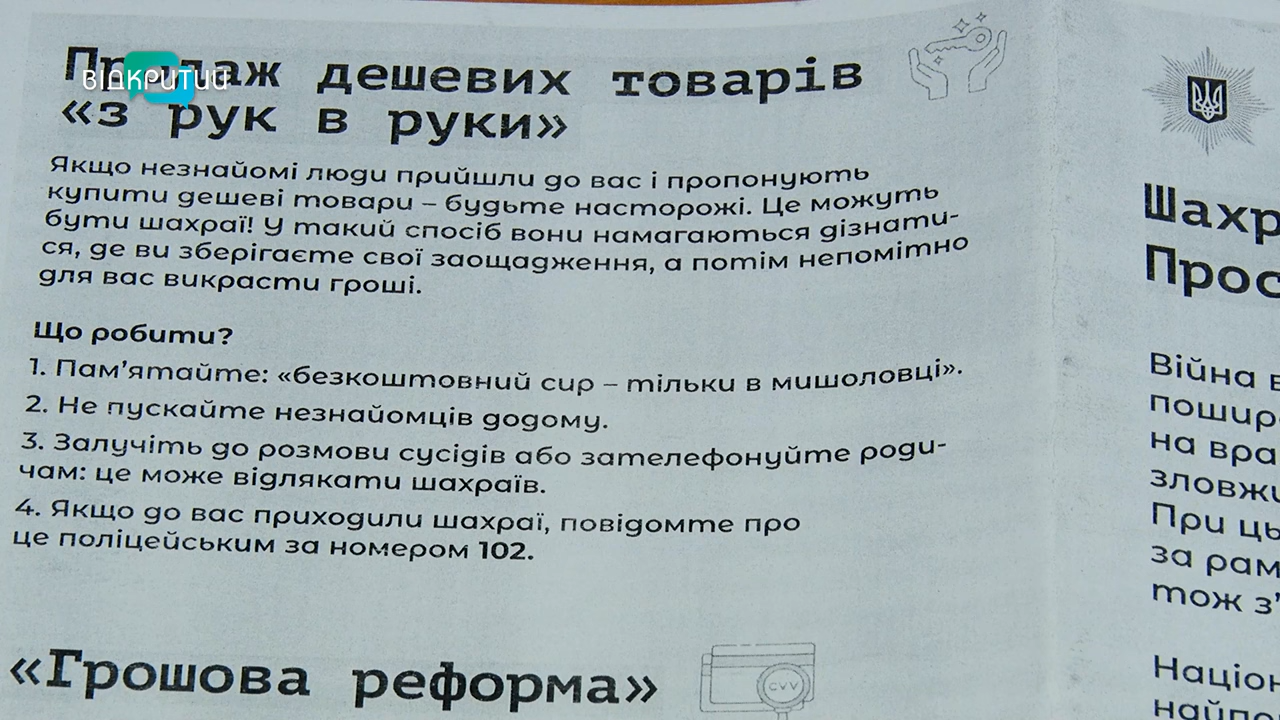 ВІДКРИТИЙ
Продаж дешевих товарів
«з рук в руки»
Якщо незнайомі люди прийшли до вас і пропонують
купити дешеві товари – будьте насторожі. Це можуть
бути шахраї! У такий спосіб вони намагаються дізнати-
ся, де ви зберігаєте свої заощадження, а потім непомітно
для вас викрасти гроші.
Що робити?
1. Пам’ятайте: «безкоштовний сир – тільки в мишоловці».
2. Не пускайте незнайомців додому.
3. Залучіть до розмови сусідів або зателефонуйте роди-
чам: це може відлякати шахраїв.
4. Якщо до вас приходили шахраї, повідомте про
це поліцейським за номером 102.
«Грошова реформа»
CVV
Шахр
Прос
Війна в
пошир
на вра
зловжи
При ць
за рам
тож з’
Націон
найпо